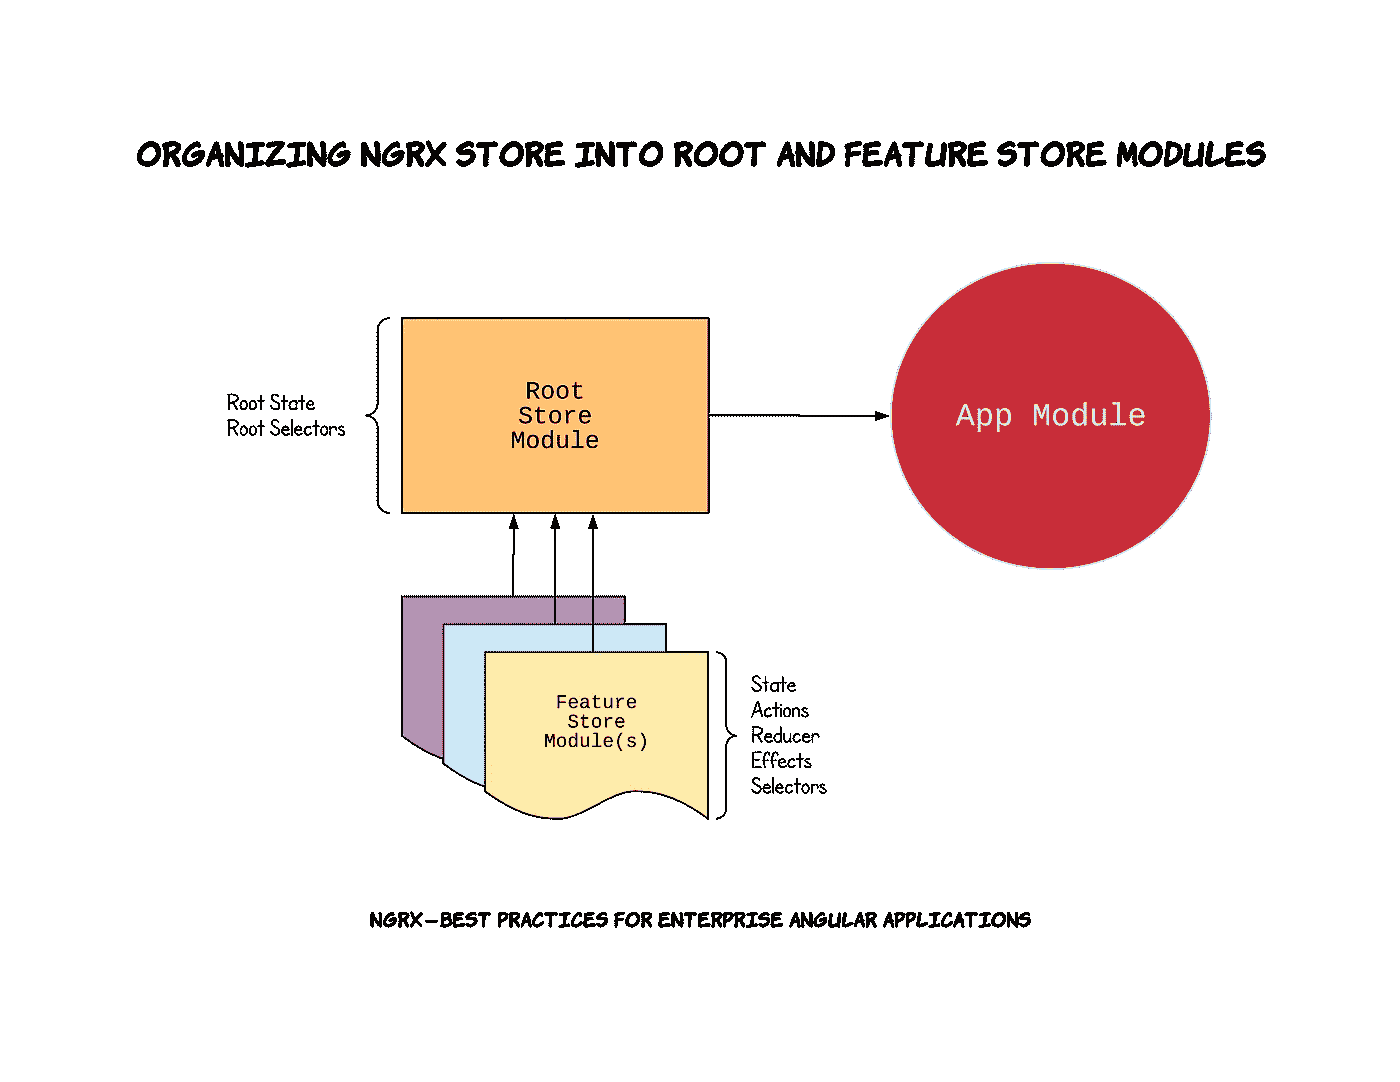 ORGANIZING NGRX STORE INTO ROOT AND FEATURE STORE MODULES
Root State
Root Selectors
Root
Store
Module
App Module
Feature
Store
Module(s)
State
Actions
Reducer
Effects
Selectors
NGRX-BEST PRACTICES FOR ENTERPRISE ANGULAR APPLICATIONS